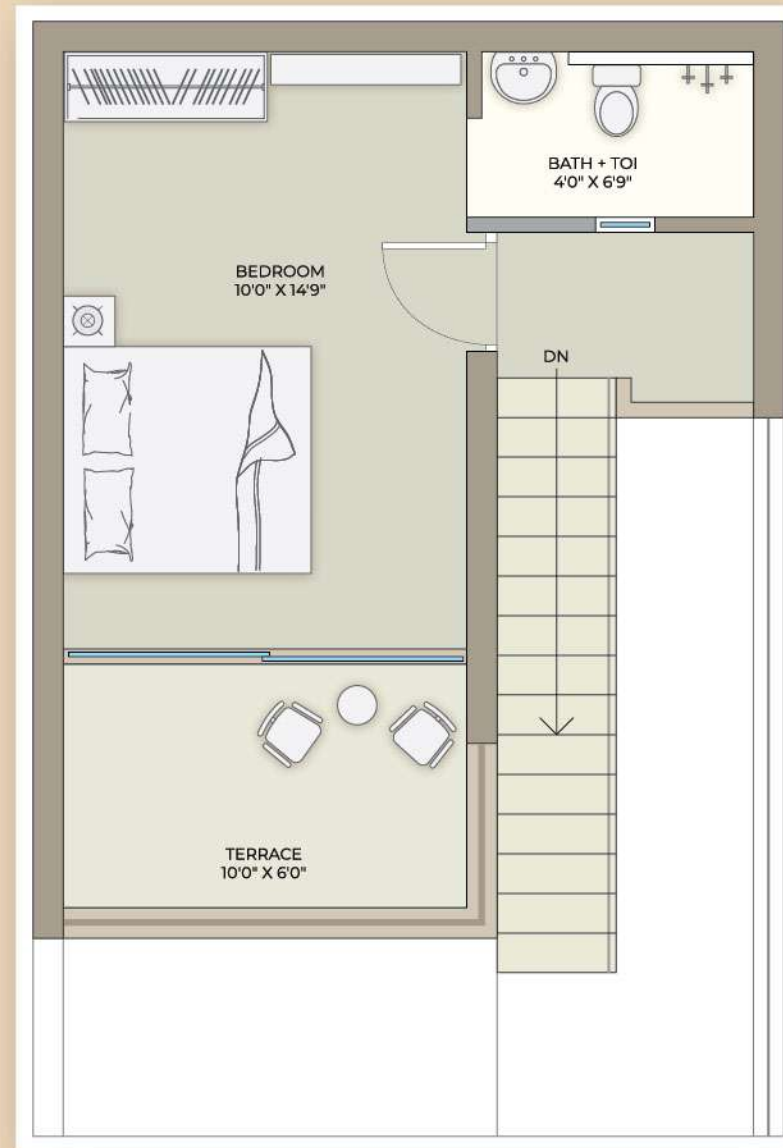 BATH + TOI
4'0" X 6'9"
BEDROOM
10'0" X 14'9"
DN
TERRACE
10'0" X 6'0"